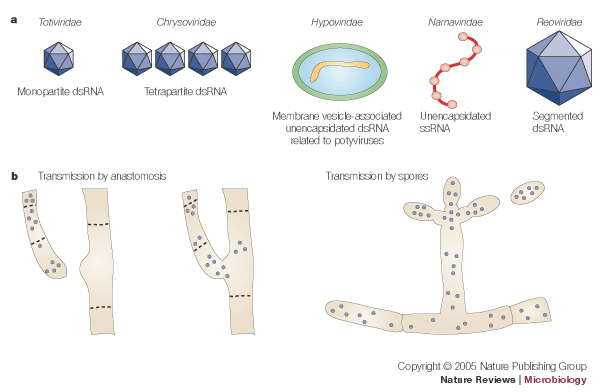 a
Totiviridae Chrysoviridae Hypoviridae Narnaviridae Reoviridae
Monopartite dsRNA
Tetrapartite dsRNA
Membrane vesicle-associated
unencapsidated dsRNA
related to potyviruses
Unencapsidated
ssRNA
Segmented
dsRNA
b
Transmission by anastomosis
Transmission by spores
Copyright © 2005 Nature Publishing Group
Nature Reviews | Microbiology